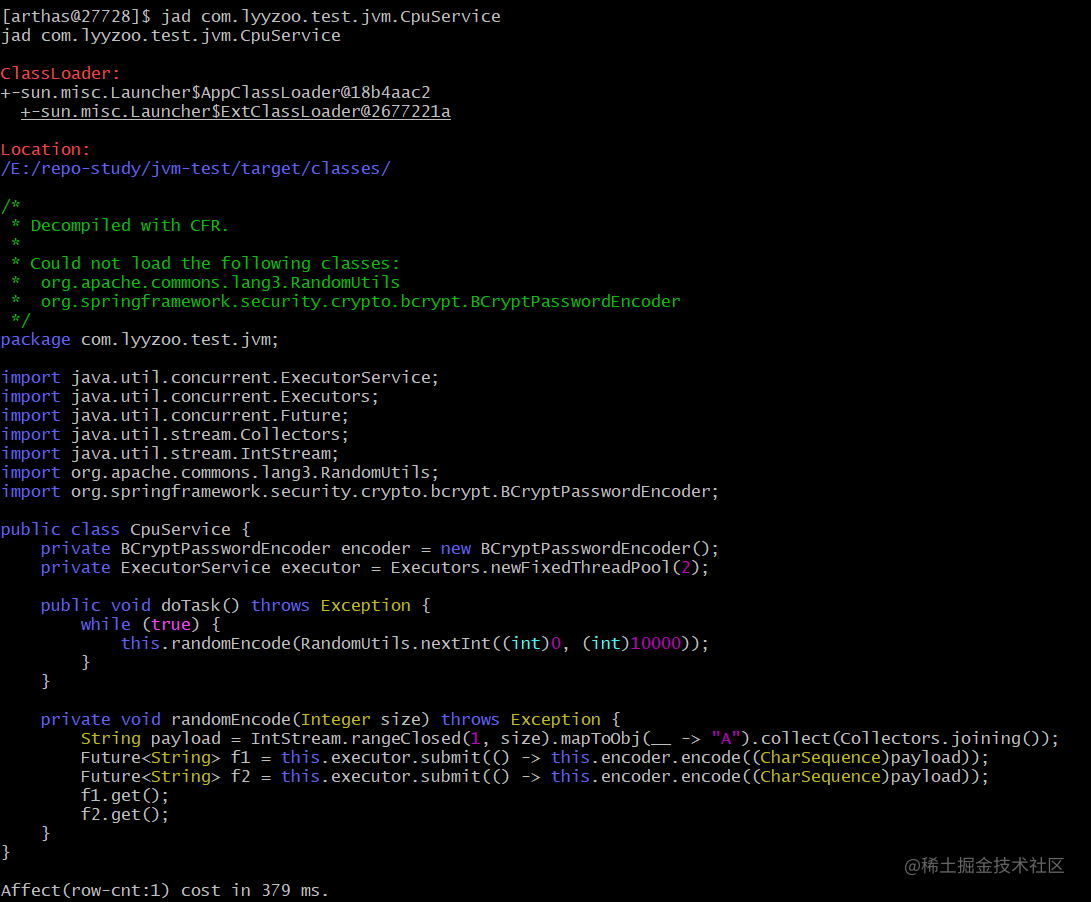 [arthas@27728]$ jad com.lyyzoo.test.jvm.CpuService
jad com.lyyzoo.test.jvm.CpuService

ClassLoader:
+-sun.misc.Launcher$AppClassLoader@18b4aac2
  +-sun.misc.Launcher$ExtClassLoader@2677221a

Location:
/E:/repo-study/jvm-test/target/classes/

/*
 * Decompiled with CFR.
 *
 * Could not load the following classes:
 *  org.apache.commons.lang3.RandomUtils
 *  org.springframework.security.crypto.bcrypt.BCryptPasswordEncoder
 */
package com.lyyzoo.test.jvm;

import java.util.concurrent.ExecutorService;
import java.util.concurrent.Executors;
import java.util.concurrent.Future;
import java.util.stream.Collectors;
import java.util.stream.IntStream;
import org.apache.commons.lang3.RandomUtils;
import org.springframework.security.crypto.bcrypt.BCryptPasswordEncoder;

public class CpuService {
    private BCryptPasswordEncoder encoder = new BCryptPasswordEncoder();
    private ExecutorService executor = Executors.newFixedThreadPool(2);

    public void doTask() throws Exception {
        while (true) {
            this.randomEncode(RandomUtils.nextInt((int)0, (int)10000));
        }
    }

    private void randomEncode(Integer size) throws Exception {
        String payload = IntStream.rangeClosed(1, size).mapToObj(__ -> "A").collect(Collectors.joining());
        Future<String> f1 = this.executor.submit(() -> this.encoder.encode((CharSequence)payload));
        Future<String> f2 = this.executor.submit(() -> this.encoder.encode((CharSequence)payload));
        f1.get();
        f2.get();
    }
}
@稀土掘金技术社区
Affect(row-cnt:1) cost in 379 ms.